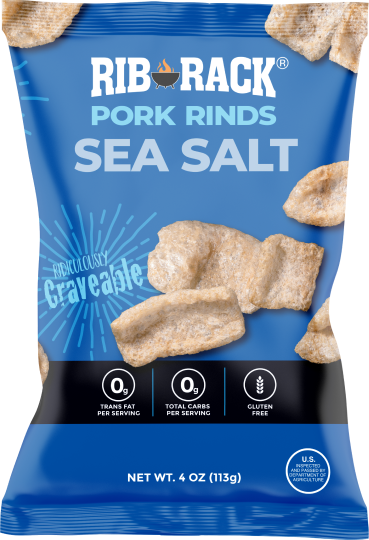 RIB RACK®
PORK RINDS
SEA SALT
RIDICULOUSLY
Craveable
0g
TRANS FAT
PER SERVING
0g
TOTAL CARBS
PER SERVING
GLUTEN
FREE
U.S.
INSPECTED
AND PASSED BY
DEPARTMENT OF
AGRICULTURE
NET WT. 4 OZ (113g)